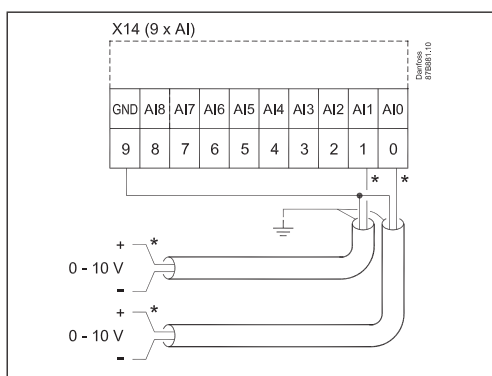 X14 (9 x AI)
Danfoss
87B881.10
GND AI8 AI7 AI6 AI5 AI4 AI3 AI2 AI1 AI0
9 8 7 6 5 4 3 2 1 0
* *
+ *
0 - 10 V
-
+ *
0 - 10 V
-